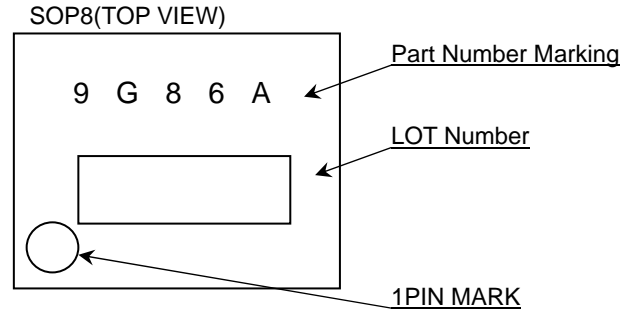 SOP8(TOP VIEW)
Part Number Marking
9 G 8 6 A
LOT Number
1PIN MARK